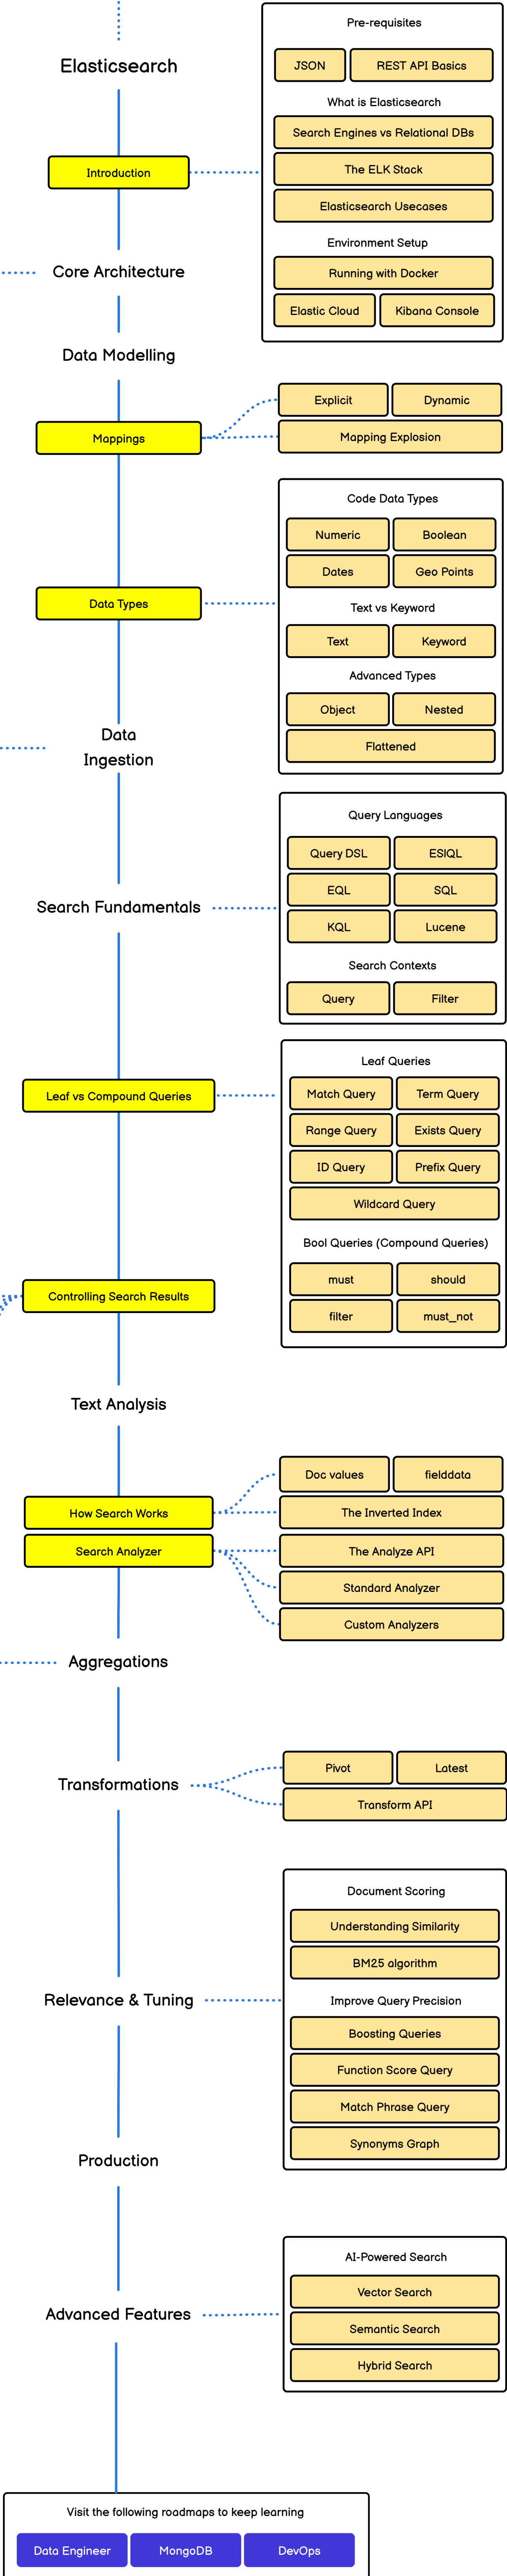 Pre-requisites
Elasticsearch
JSON
REST API Basics
What is Elasticsearch
Search Engines vs Relational DBs
Introduction
The ELK Stack
Elasticsearch Usecases
Environment Setup
Core Architecture
Running with Docker
Elastic Cloud
Kibana Console
Data Modelling
Explicit
Dynamic
Mappings
Mapping Explosion
Code Data Types
Numeric
Boolean
Dates
Geo Points
Data Types
Text vs Keyword
Text
Keyword
Advanced Types
Object
Nested
Data
Ingestion
Flattened
Query Languages
Query DSL
ES|QL
EQL
SQL
Search Fundamentals
KQL
Lucene
Search Contexts
Query
Filter
Leaf Queries
Leaf vs Compound Queries
Match Query
Term Query
Range Query
Exists Query
ID Query
Prefix Query
Wildcard Query
Bool Queries (Compound Queries)
must
should
Controlling Search Results
filter
must_not
Text Analysis
Doc values
fielddata
How Search Works
The Inverted Index
Search Analyzer
The Analyze API
Standard Analyzer
Custom Analyzers
Aggregations
Pivot
Latest
Transformations
Transform API
Document Scoring
Understanding Similarity
BM25 algorithm
Relevance & Tuning
Improve Query Precision
Boosting Queries
Function Score Query
Match Phrase Query
Synonyms Graph
Production
AI-Powered Search
Vector Search
Advanced Features
Semantic Search
Hybrid Search
Visit the following roadmaps to keep learning
Data Engineer
MongoDB
DevOps